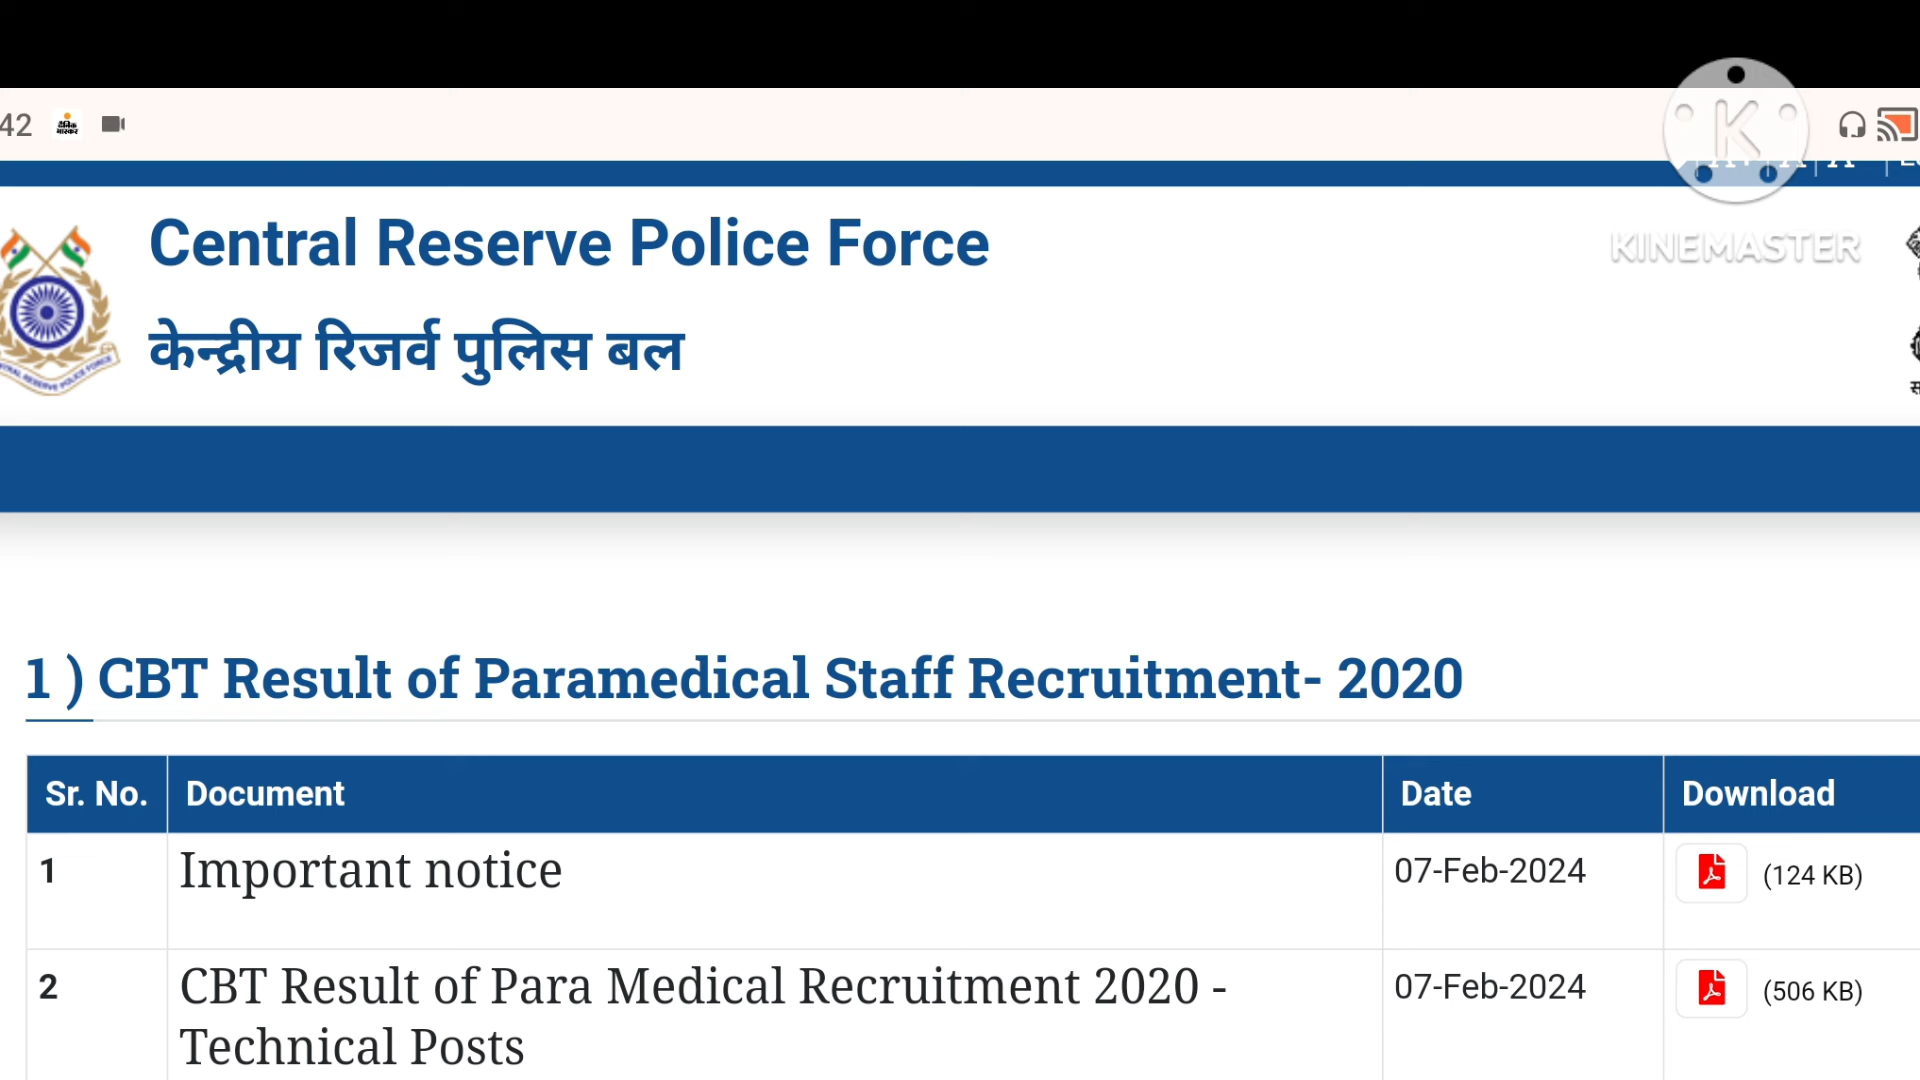 42
दैनिक
भास्कर
K
KINEMASTER
Central Reserve Police Force
केन्द्रीय रिजर्व पुलिस बल
1 ) CBT Result of Paramedical Staff Recruitment- 2020
Sr. No. Document Date Download
1 Important notice 07-Feb-2024 (124 KB)
2 CBT Result of Para Medical Recruitment 2020 - 07-Feb-2024 (506 KB)
Technical Posts